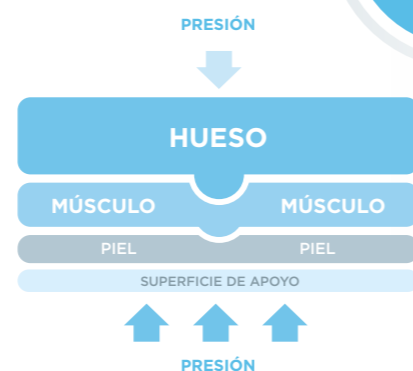 PRESIÓN
HUESO
MÚSCULO MÚSCULO
PIEL PIEL
SUPERFICIE DE APOYO
PRESIÓN